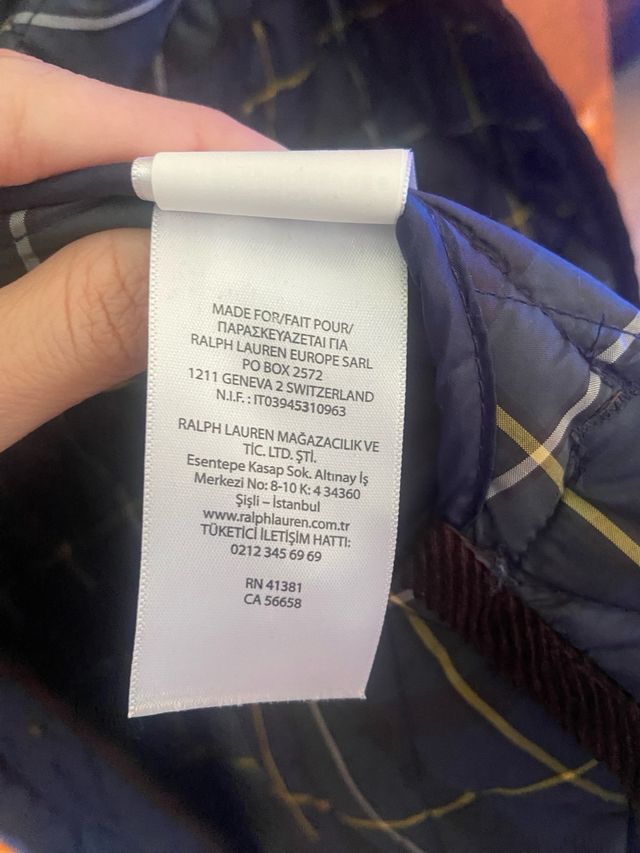 MADE FOR/FAIT POUR/
ΠΑΡΑΣΚΕΥΑΖΕΤΑΙ ΓΙΑ
RALPH LAUREN EUROPE SARL
PO BOX 2572
1211 GENEVA 2 SWITZERLAND
N.I.F. : IT03945310963
RALPH LAUREN MAĞAZACILIK VE
TİC. LTD. ŞTİ.
Esentepe Kasap Sok. Altınay İş
Merkezi No: 8-10 K: 4 34360
Şişli – İstanbul
www.ralphlauren.com.tr
TÜKETİCİ İLETİŞİM HATTI:
0212 345 69 69
RN 41381
CA 56658